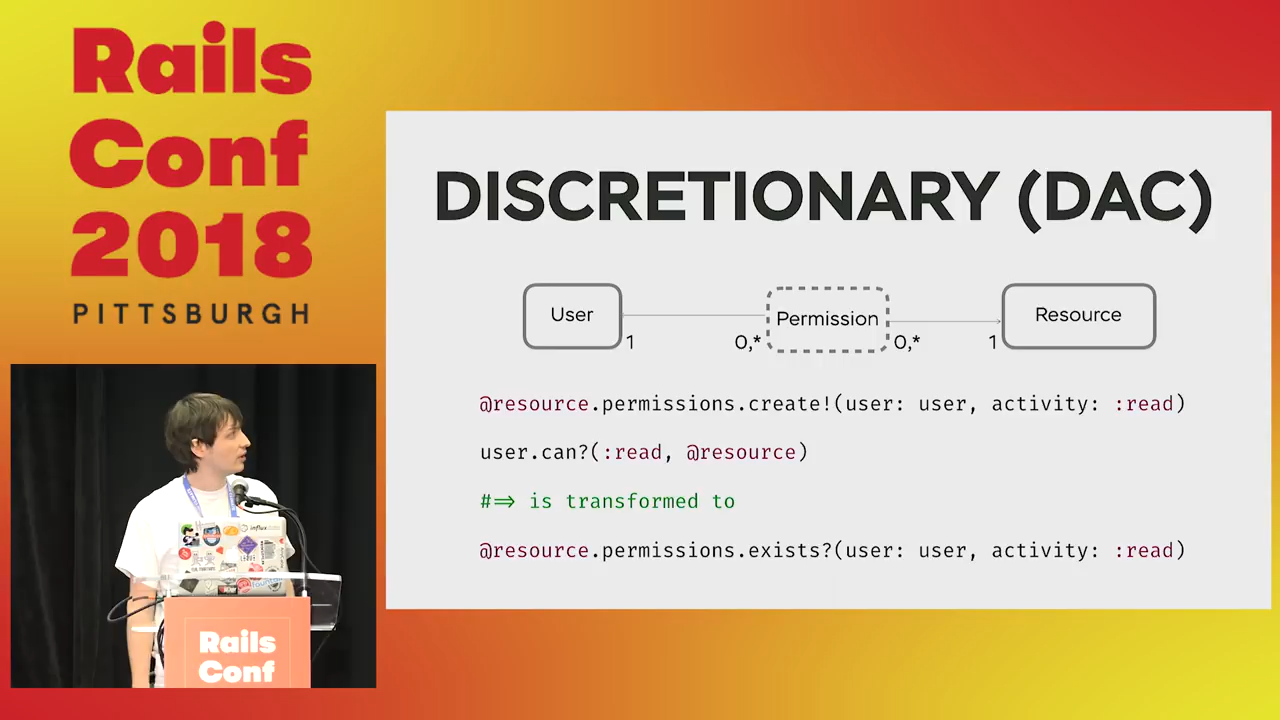 Rails
Conf
2018
PITTSBURGH
DISCRETIONARY (DAC)
User
1
0,*
Permission
0,*
1
Resource
@resource.permissions.create!(user: user, activity: :read)
user.can?(:read, @resource)
#=> is transformed to
@resource.permissions.exists?(user: user, activity: :read)
influx
Rails
Conf